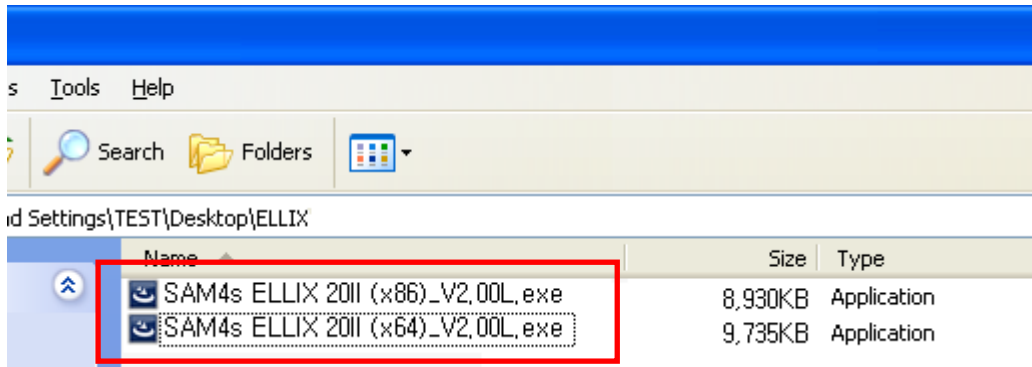 s Tools Help
Search Folders
nd Settings\TEST\Desktop\ELLIX
Name Size Type
SAM4s ELLIX 20II (x86)_V2,00L,exe 8,930KB Application
SAM4s ELLIX 20II (x64)_V2,00L,exe 9,735KB Application